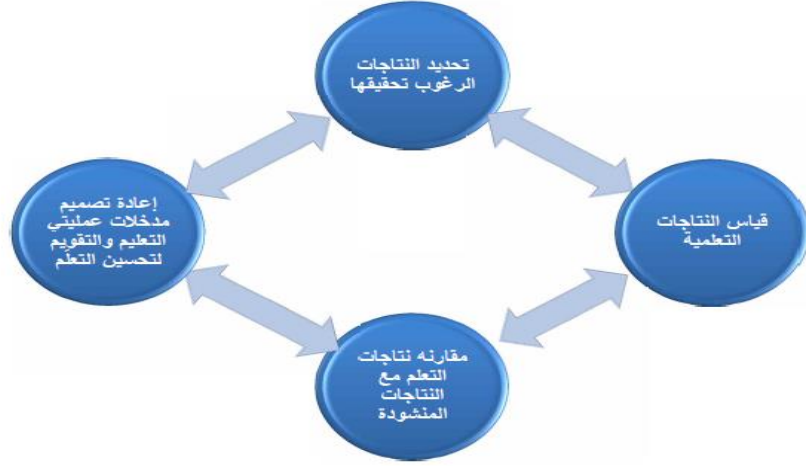 تحديد النتاجات
الرغوب تحقيقها
قياس النتاجات
التعلمية
مقارنه نتاجات
التعلم مع
النتاجات
المنشودة
إعادة تصميم
مدخلات عمليتي
التعليم والتقويم
لتحسين التعلّم